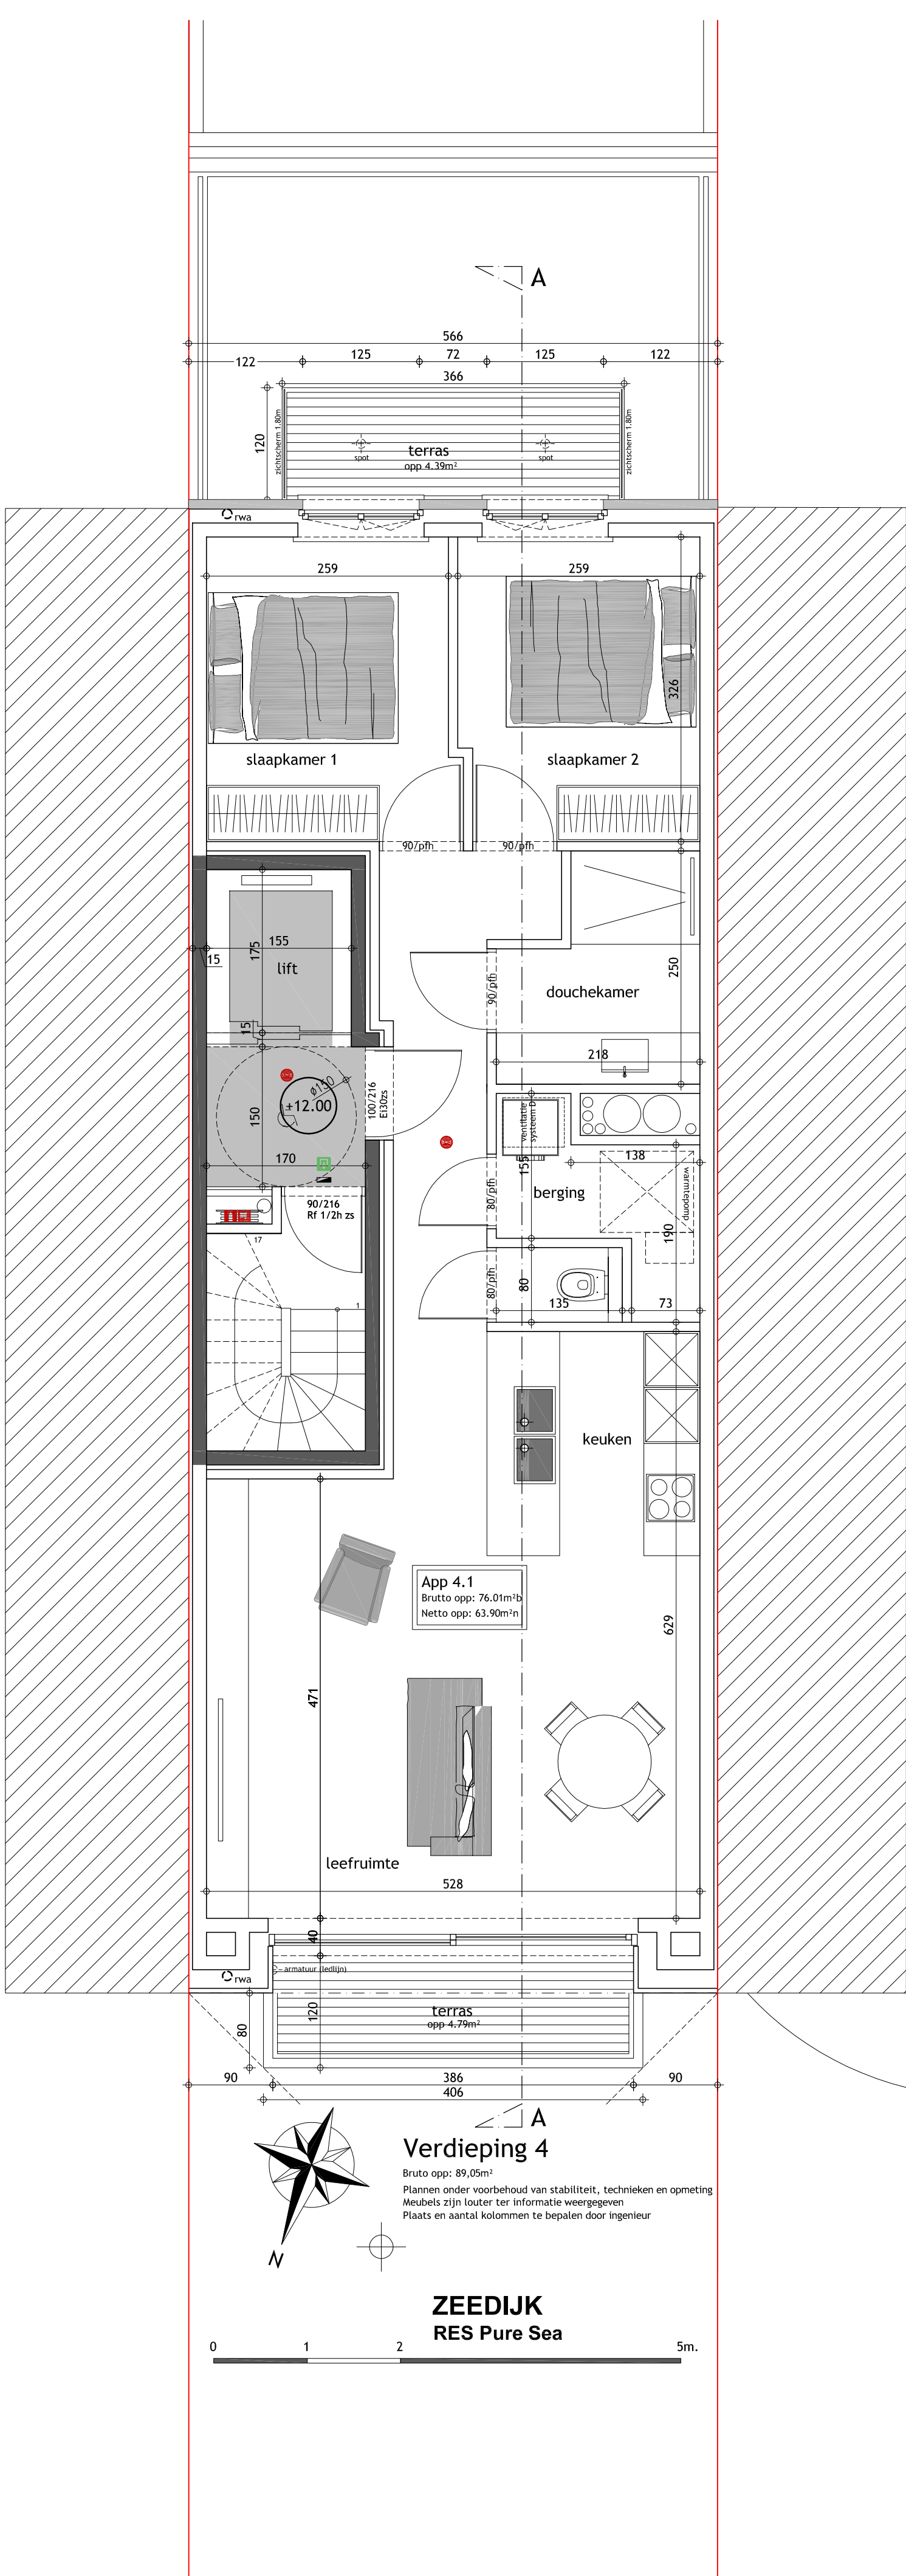 A
566
122
125
72
125
122
366
120
zichtscherm 1.80m
zichtscherm 1.80m
spot
spot
terras
opp 4.39m²
rwa
259
259
326
slaapkamer 1
slaapkamer 2
90/pfh
90/pfh
175
155
15
lift
15
90/pfh
250
douchekamer
218
ø150
+12.00
150
170
100/216
Ei30zs
90/216
Rf 1/2h zs
17
1
ventilatie
systeem D
155
138
warmtepomp
berging
190
80/pfh
80/pfh
80
135
73
keuken
App 4.1
Brutto opp: 76.01m²b
Netto opp: 63.90m²n
629
471
leefruimte
528
40
rwa
armatuur (ledlijn)
120
80
terras
opp 4.79m²
90
386
90
406
A
Verdieping 4
Bruto opp: 89,05m²
Plannen onder voorbehoud van stabiliteit, technieken en opmeting
Meubels zijn louter ter informatie weergegeven
Plaats en aantal kolommen te bepalen door ingenieur
N
ZEEDIJK
RES Pure Sea
0
1
2
5m.